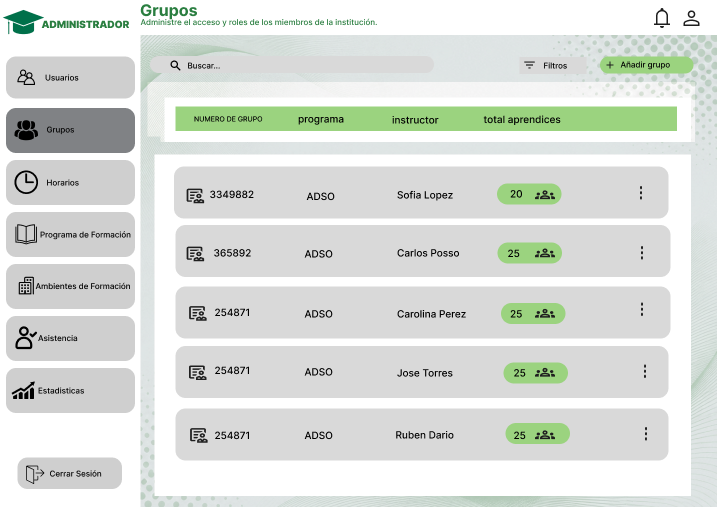 Grupos
Administre el acceso y roles de los miembros de la institución.
ADMINISTRADOR
Usuarios
Grupos
Horarios
Programa de Formación
Ambientes de Formación
Asistencia
Estadisticas
Cerrar Sesión
Buscar...
Filtros
+ Añadir grupo
NUMERO DE GRUPO programa instructor total aprendices
3349882 ADSO Sofia Lopez 20
365892 ADSO Carlos Posso 25
254871 ADSO Carolina Perez 25
254871 ADSO Jose Torres 25
254871 ADSO Ruben Dario 25